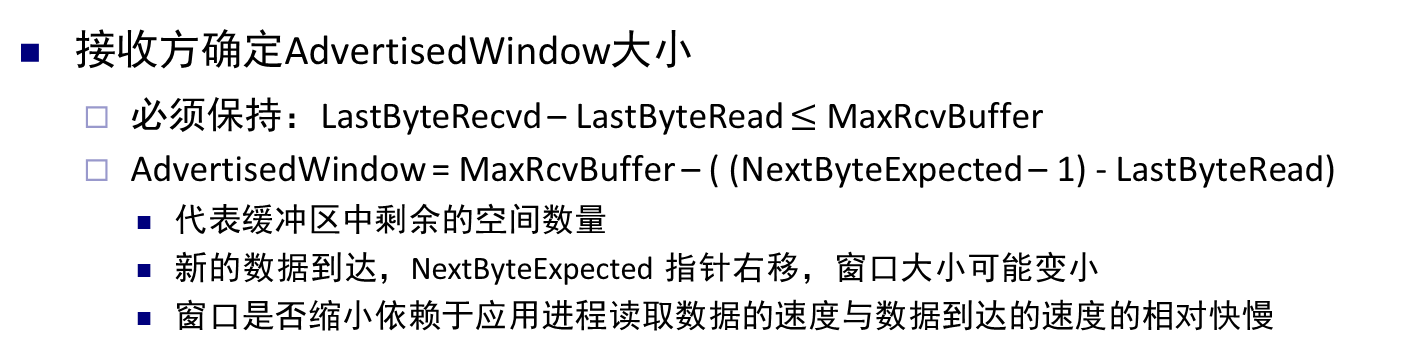 接收方确定AdvertisedWindow大小
必须保持：LastByteRecvd – LastByteRead ≤ MaxRcvBuffer
AdvertisedWindow = MaxRcvBuffer – ( (NextByteExpected – 1) - LastByteRead)
代表缓冲区中剩余的空间数量
新的数据到达，NextByteExpected 指针右移，窗口大小可能变小
窗口是否缩小依赖于应用进程读取数据的速度与数据到达的速度的相对快慢